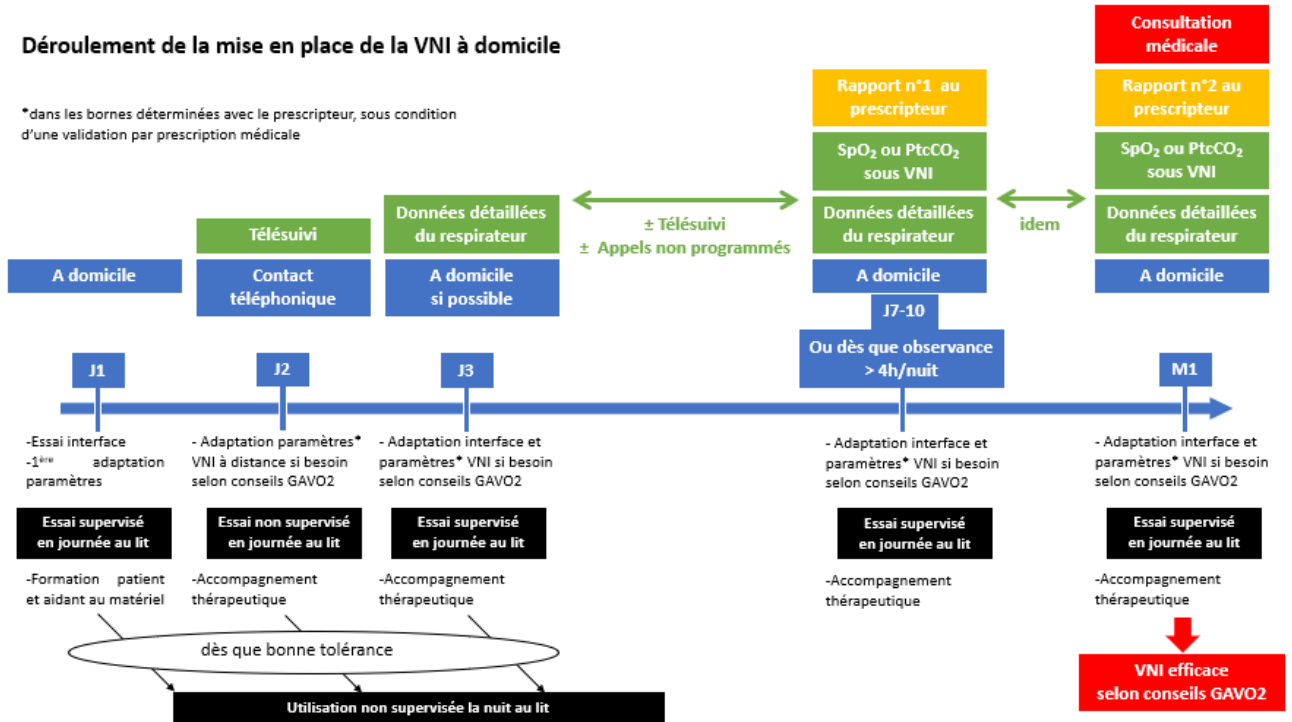 Déroulement de la mise en place de la VNI à domicile
*dans les bornes déterminées avec le prescripteur, sous condition
d'une validation par prescription médicale
Consultation
médicale
Rapport n°1 au
prescripteur
Rapport n°2 au
prescripteur
SpO₂ ou PtcCO₂
sous VNI
SpO₂ ou PtcCO₂
sous VNI
Télésuivi
Données détaillées
du respirateur
± Télésuivi
± Appels non programmés
Données détaillées
du respirateur
idem
Données détaillées
du respirateur
A domicile
Contact
téléphonique
A domicile
si possible
A domicile
A domicile
J1
J2
J3
J7-10
Ou dès que observance
> 4h/nuit
M1
-Essai interface
-1ère adaptation
paramètres
- Adaptation paramètres*
VNI à distance si besoin
selon conseils GAVO2
- Adaptation interface et
paramètres* VNI si besoin
selon conseils GAVO2
- Adaptation interface et
paramètres* VNI si besoin
selon conseils GAVO2
- Adaptation interface et
paramètres* VNI si besoin
selon conseils GAVO2
Essai supervisé
en journée au lit
Essai non supervisé
en journée au lit
Essai supervisé
en journée au lit
Essai supervisé
en journée au lit
Essai supervisé
en journée au lit
-Formation patient
et aidant au matériel
-Accompagnement
thérapeutique
-Accompagnement
thérapeutique
-Accompagnement
thérapeutique
-Accompagnement
thérapeutique
dès que bonne tolérance
Utilisation non supervisée la nuit au lit
VNI efficace
selon conseils GAVO2